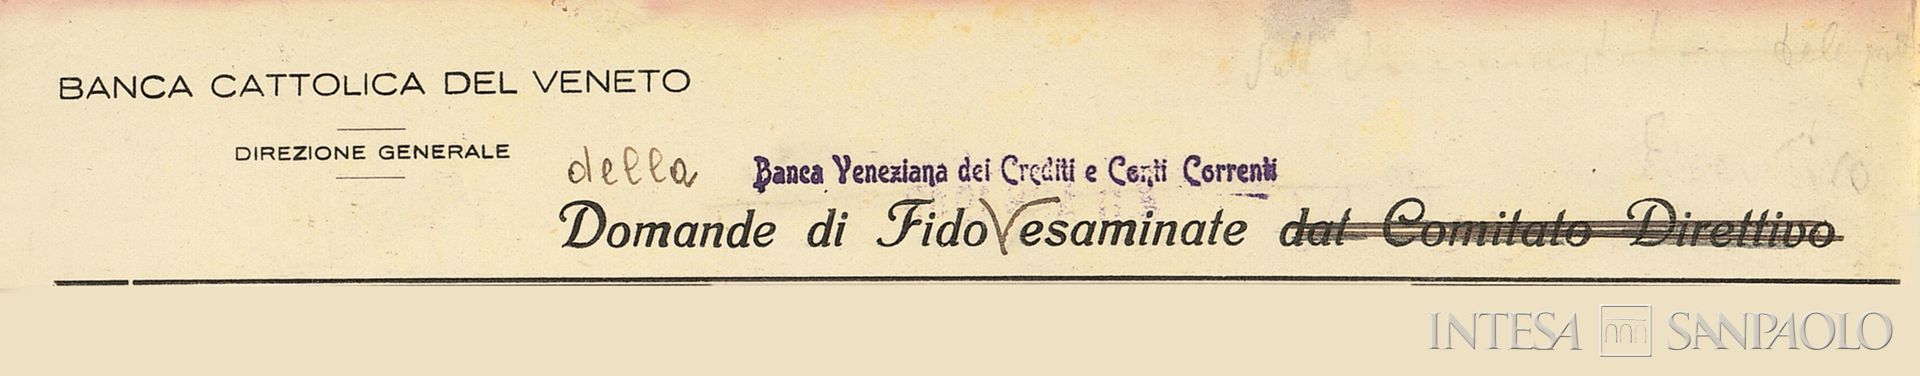 BANCA CATTOLICA DEL VENETO
DIREZIONE GENERALE
della Banca Veneziana dei Crediti e Conti Correnti
Domande di Fido esaminate dal Comitato Direttivo
INTESA SANPAOLO